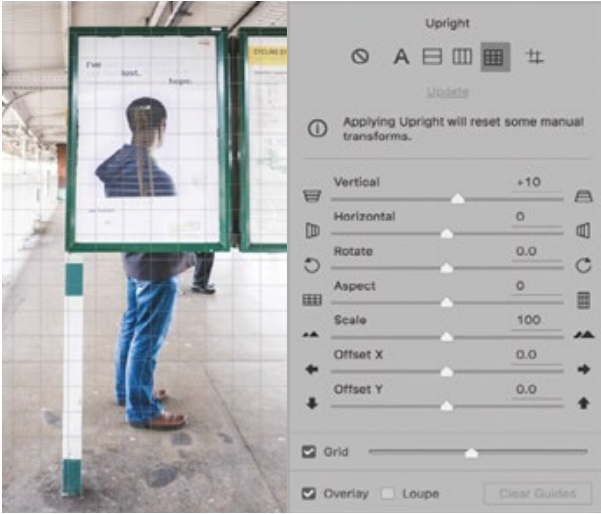 I've
lost.
hope.
CYCLING
Upright
A
Update
Applying Upright will reset some manual
transforms.
Vertical +10
Horizontal 0
Rotate 0.0
Aspect 0
Scale 100
Offset X 0.0
Offset Y 0.0
Grid
Overlay Loupe Clear Guides